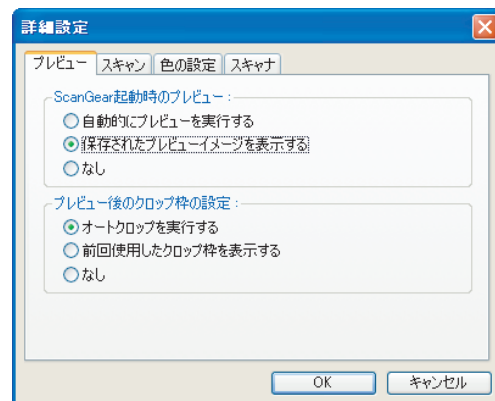 詳細設定
プレビュー スキャン 色の設定 スキャナ
ScanGear起動時のプレビュー:
自動的にプレビューを実行する
保存されたプレビューイメージを表示する
なし
プレビュー後のクロップ枠の設定:
オートクロップを実行する
前回使用したクロップ枠を表示する
なし
OK キャンセル